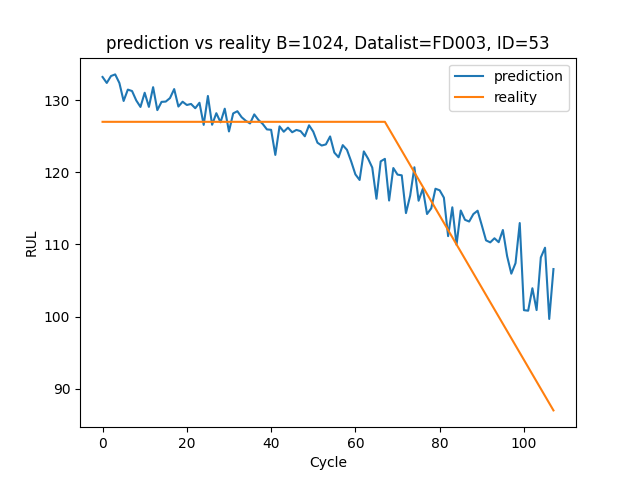 prediction vs reality B=1024, Datalist=FD003, ID=53
prediction
reality
130
120
110
100
90
RUL
0 20 40 60 80 100
Cycle